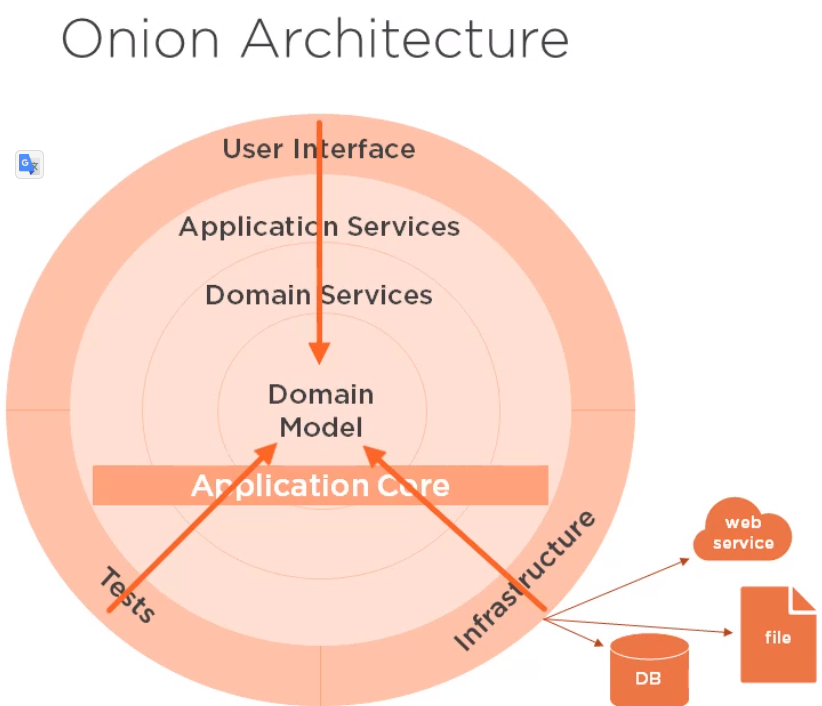 Onion Architecture
User Interface
Application Services
Domain Services
Domain
Model
Application Core
Tests
Infrastructure
web
service
file
DB
G